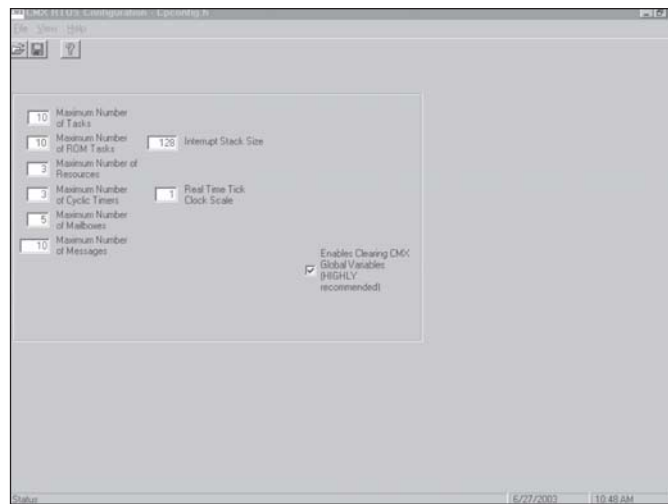 CMX RTOS Configuration - Cpconfig.h
File View Help
10 Maximum Number
of Tasks
10 Maximum Number
of ROM Tasks
128 Interrupt Stack Size
3 Maximum Number of
Resources
3 Maximum Number
of Cyclic Timers
1 Real Time Tick
Clock Scale
5 Maximum Number
of Mailboxes
10 Maximum Number
of Messages
Enables Clearing CMX
Global Variables
(HIGHLY
recommended)
Status
6/27/2003
10:48 AM